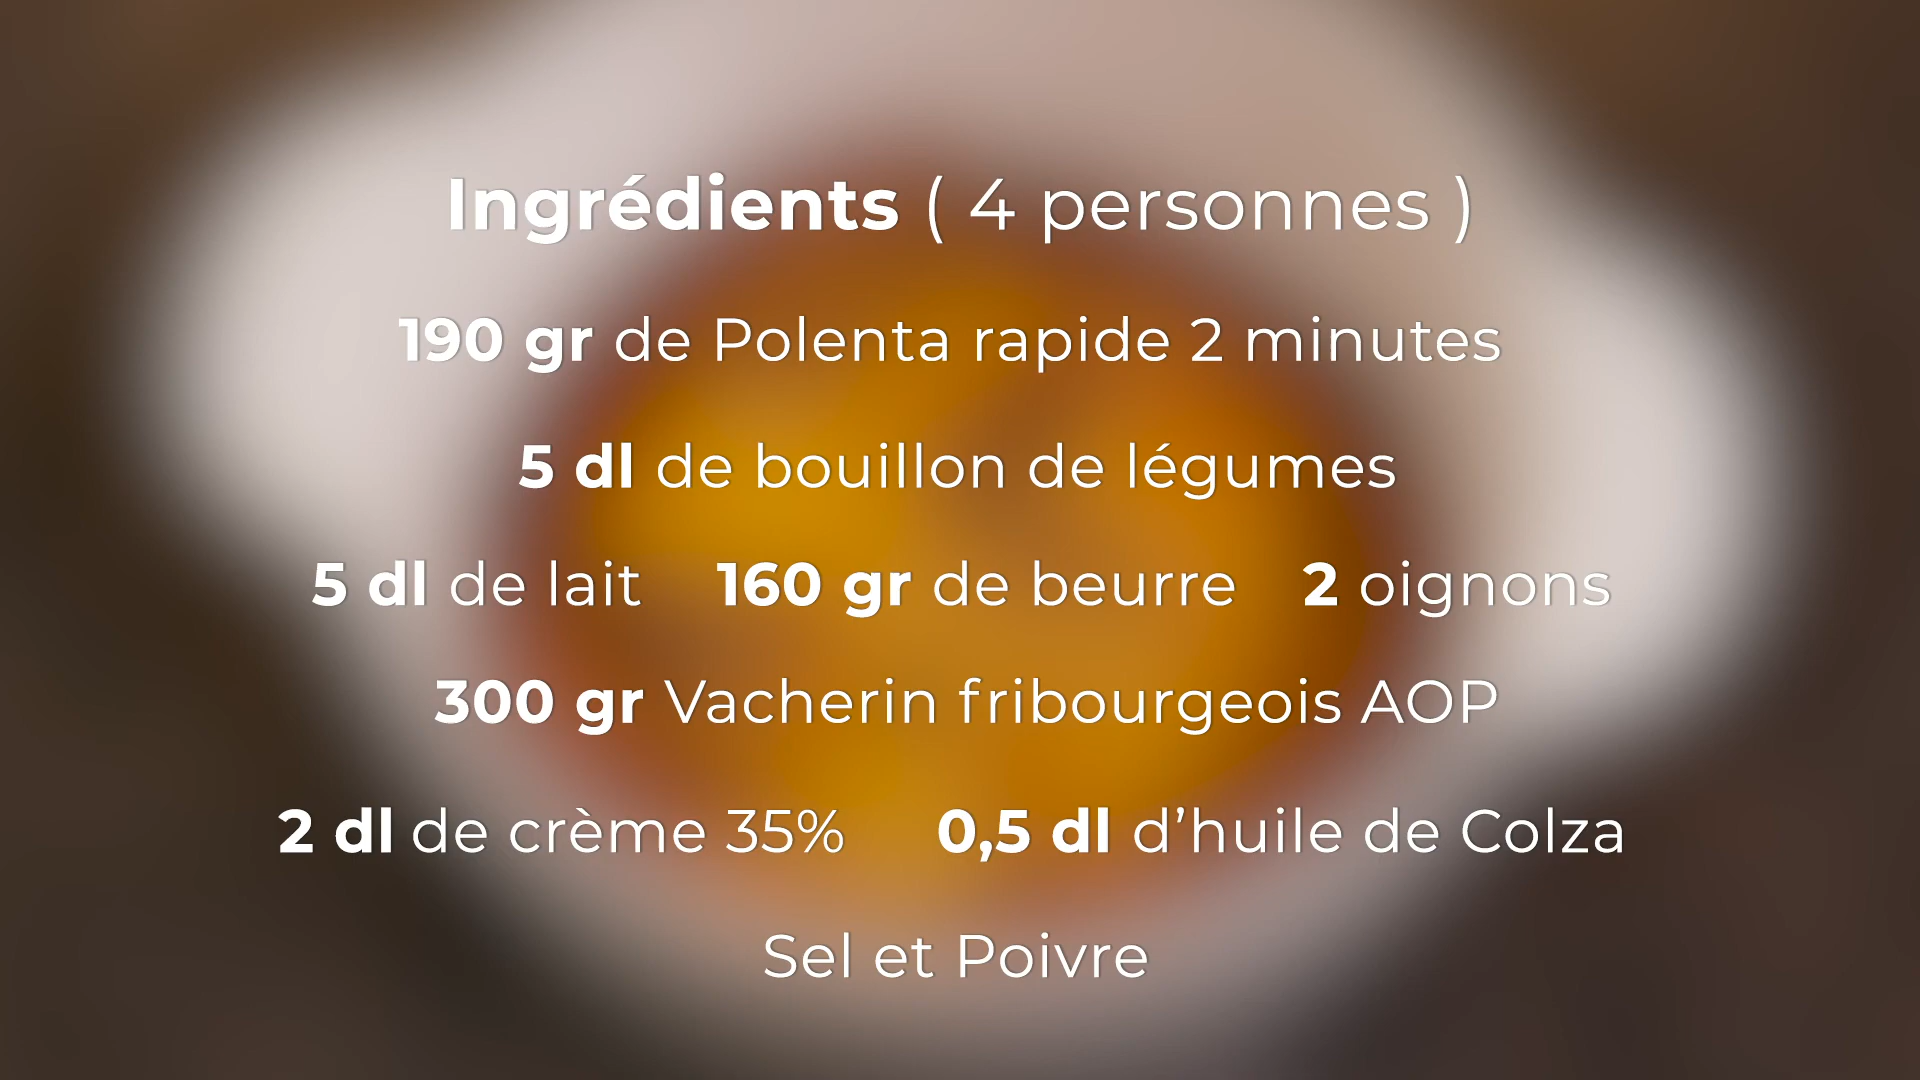 Ingrédients ( 4 personnes )
190 gr de Polenta rapide 2 minutes
5 dl de bouillon de légumes
5 dl de lait 160 gr de beurre 2 oignons
300 gr Vacherin fribourgeois AOP
2 dl de crème 35% 0,5 dl d’huile de Colza
Sel et Poivre